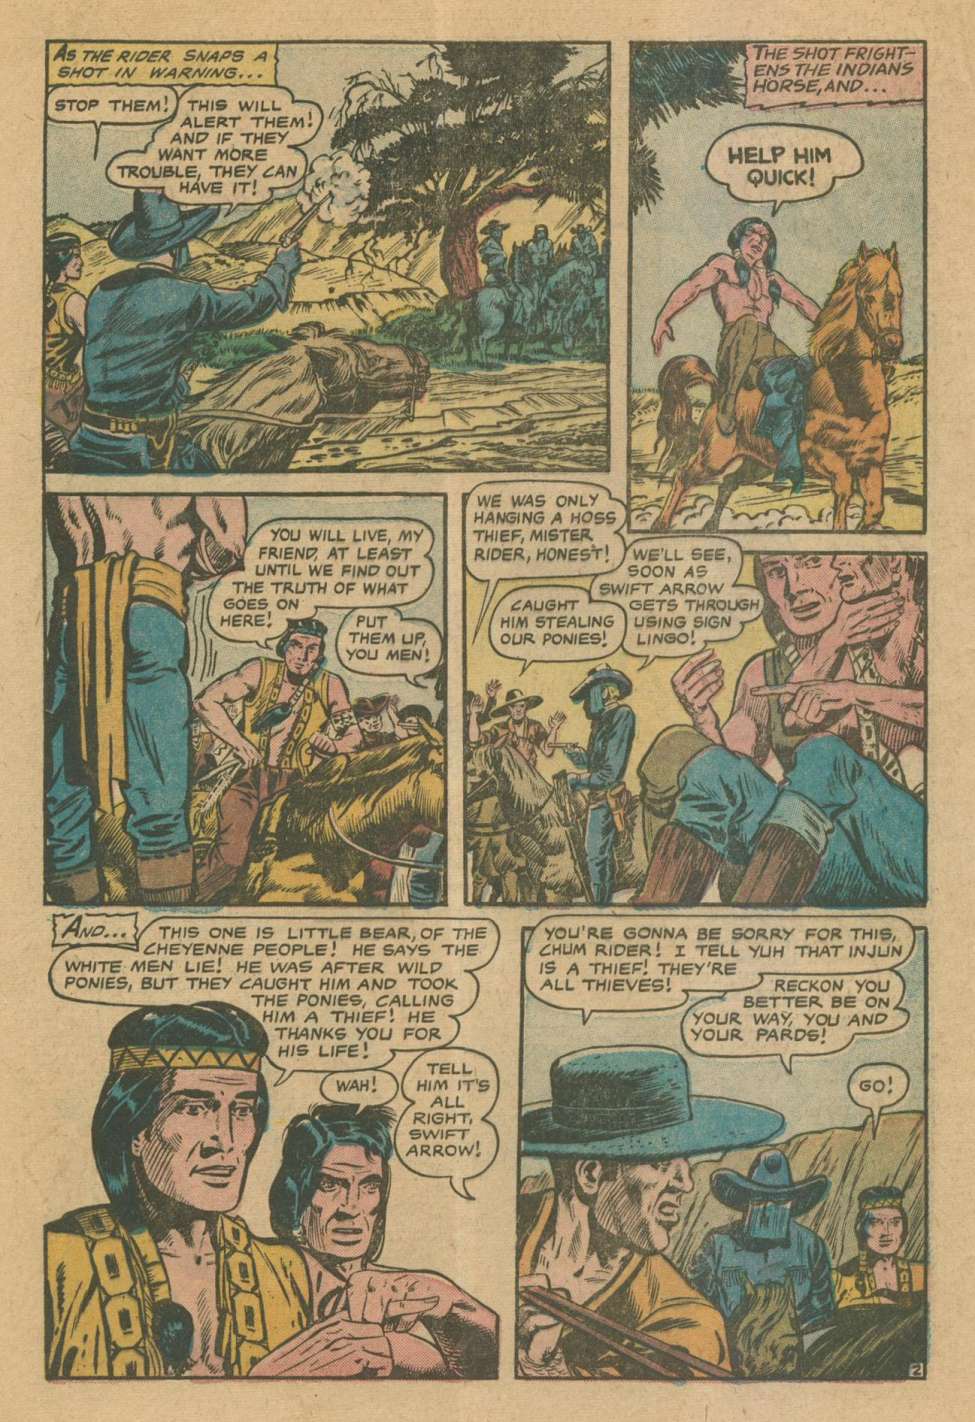 AS THE RIDER SNAPS A
SHOT IN WARNING...
STOP THEM!
THIS WILL
ALERT THEM!
AND IF THEY
WANT MORE
TROUBLE, THEY CAN
HAVE IT!
THE SHOT FRIGHT-
ENS THE INDIANS
HORSE, AND...
HELP HIM
QUICK!
YOU WILL LIVE, MY
FRIEND, AT LEAST
UNTIL WE FIND OUT
THE TRUTH OF WHAT
GOES ON
HERE!
PUT
THEM UP,
YOU MEN!
WE WAS ONLY
HANGING A HOSS
THIEF, MISTER
RIDER, HONEST!
CAUGHT
HIM STEALING
OUR PONIES!
WE'LL SEE,
SOON AS
SWIFT ARROW
GETS THROUGH
USING SIGN
LINGO!
AND...
THIS ONE IS LITTLE BEAR, OF THE
CHEYENNE PEOPLE! HE SAYS THE
WHITE MEN LIE! HE WAS AFTER WILD
PONIES, BUT THEY CAUGHT HIM AND TOOK
THE PONIES, CALLING
HIM A THIEF! HE
THANKS YOU FOR
HIS LIFE!
WAH!
TELL
HIM IT'S
ALL
RIGHT,
SWIFT
ARROW!
YOU'RE GONNA BE SORRY FOR THIS,
CHUM RIDER! I TELL YUH THAT INJUN
IS A THIEF! THEY'RE
ALL THIEVES!
RECKON YOU
BETTER BE ON
YOUR WAY, YOU AND
YOUR PARDS!
GO!
2